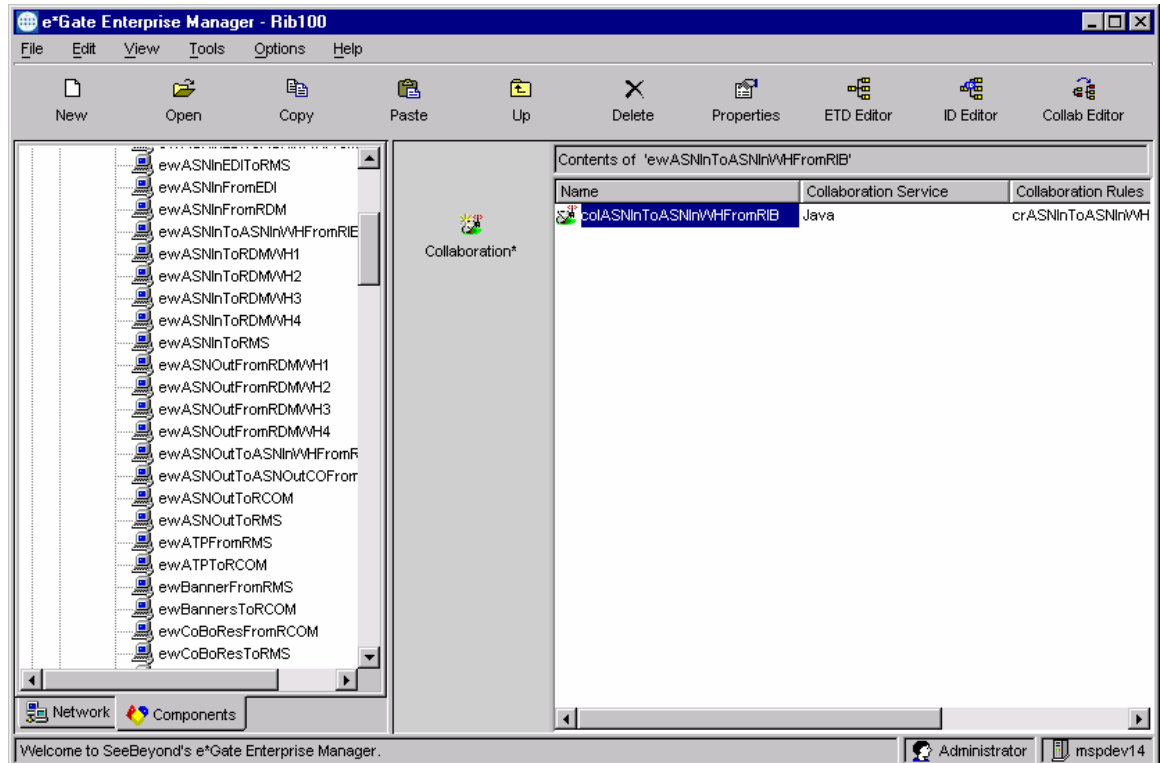 e*Gate Enterprise Manager - Rib100
File Edit View Tools Options Help
New Open Copy Paste Up Delete Properties ETD Editor ID Editor Collab Editor
ewASNInEDIToRMS
ewASNInFromEDI
ewASNInFromRDM
ewASNInToASNInWHFromRIB
ewASNInToRDMWH1
ewASNInToRDMWH2
ewASNInToRDMWH3
ewASNInToRDMWH4
ewASNInToRMS
ewASNOutFromRDMWH1
ewASNOutFromRDMWH2
ewASNOutFromRDMWH3
ewASNOutFromRDMWH4
ewASNOutToASNInWHFromR
ewASNOutToASNOutCOFrom
ewASNOutToRCOM
ewASNOutToRMS
ewATPFromRMS
ewATPToRCOM
ewBannerFromRMS
ewBannersToRCOM
ewCoBoResFromRCOM
ewCoBoResToRMS
Network Components
Collaboration*
Contents of 'ewASNInToASNInWHFromRIB'
Name Collaboration Service Collaboration Rules
colASNInToASNInWHFromRIB Java crASNInToASNInWH
Welcome to SeeBeyond's e*Gate Enterprise Manager. Administrator mspdev14